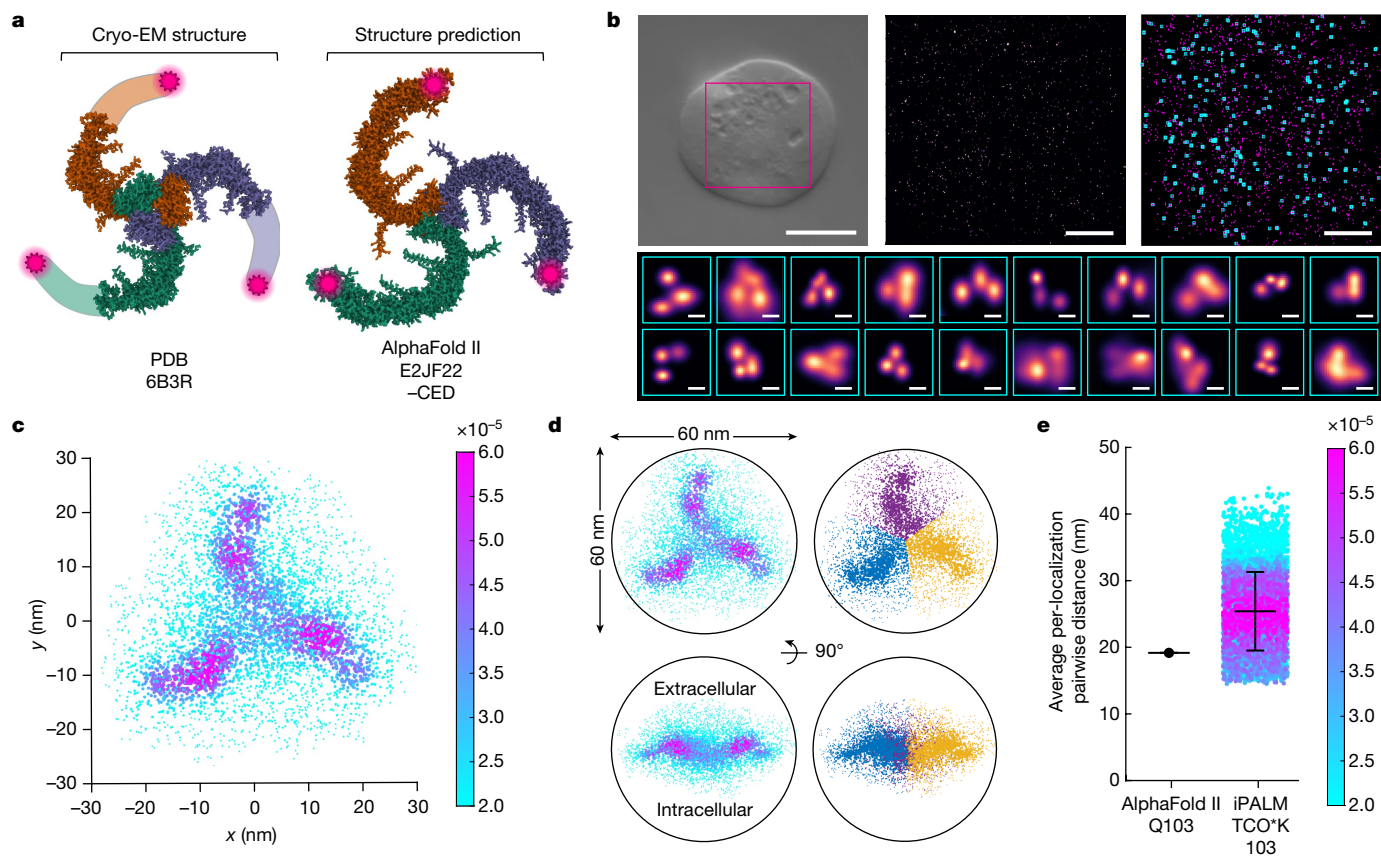 a
Cryo-EM structure
Structure prediction
PDB
6B3R
AlphaFold II
E2JF22
–CED
b
c
×10⁻⁵
30
20
10
0
–10
–20
–30
y (nm)
–30
–20
–10
0
10
20
30
x (nm)
6.0
5.5
5.0
4.5
4.0
3.5
3.0
2.5
2.0
d
60 nm
60 nm
90°
Extracellular
Intracellular
e
×10⁻⁵
Average per-localization
pairwise distance (nm)
50
40
30
20
10
0
AlphaFold II
Q103
iPALM
TCO*K
103
6.0
5.5
5.0
4.5
4.0
3.5
3.0
2.5
2.0